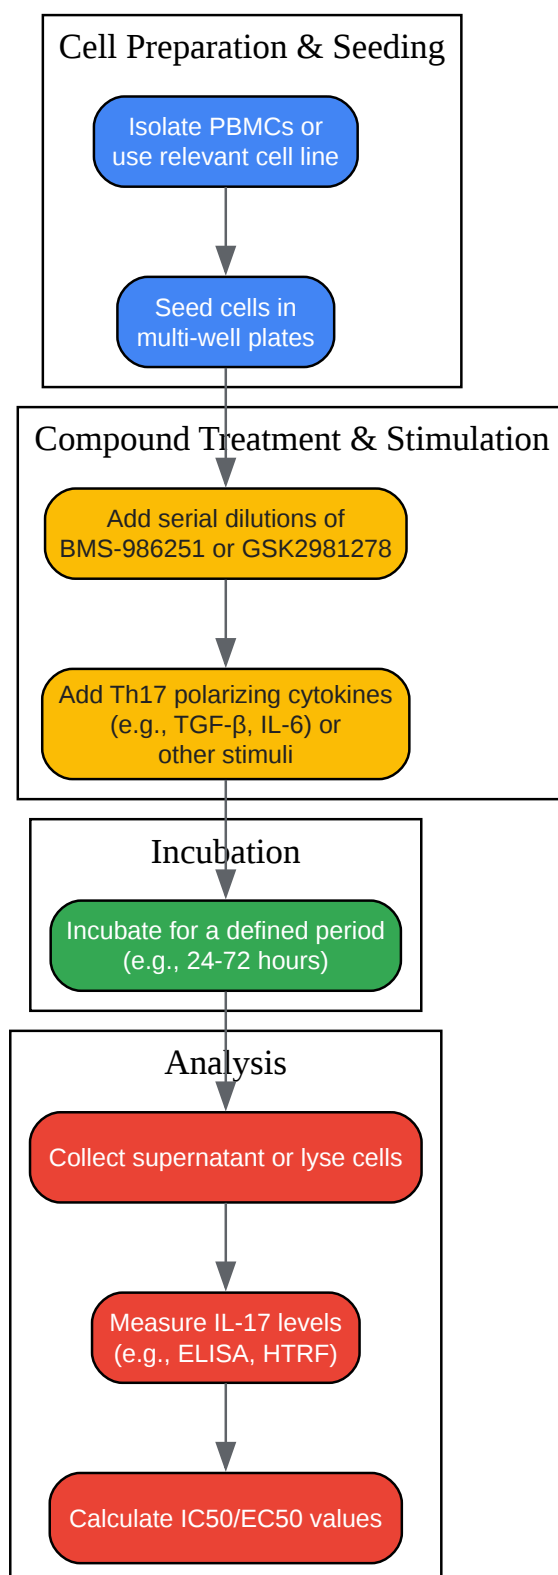 Cell Preparation & Seeding
Isolate PBMCs or
use relevant cell line
Seed cells in
multi-well plates
Compound Treatment & Stimulation
Add serial dilutions of
BMS-986251 or GSK2981278
Add Th17 polarizing cytokines
(e.g., TGF-β, IL-6) or
other stimuli
Incubation
Incubate for a defined period
(e.g., 24-72 hours)
Analysis
Collect supernatant or lyse cells
Measure IL-17 levels
(e.g., ELISA, HTRF)
Calculate IC50/EC50 values